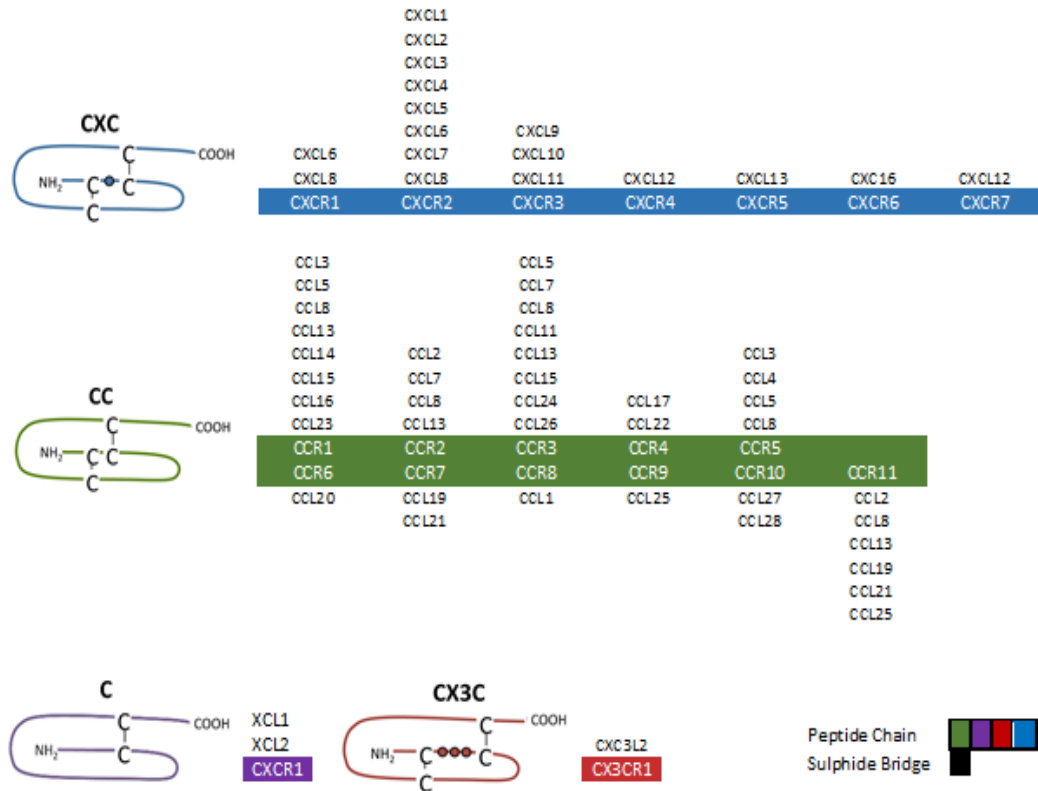 CXCL1
CXCL2
CXCL3
CXCL4
CXCL5
CXCL6 CXCL9
CXC
C COOH CXCL6 CXCL7 CXCL10
NH2 C C CXCL8 CXCL8 CXCL11 CXCL12 CXCL13 CXC16 CXCL12
C CXCR1 CXCR2 CXCR3 CXCR4 CXCR5 CXCR6 CXCR7
CCL3 CCL5
CCL5 CCL7
CCL8 CCL8
CCL13 CCL11
CCL14 CCL2 CCL13 CCL3
CCL15 CCL7 CCL15 CCL4
CC
CCL16 CCL8 CCL24 CCL17 CCL5
C COOH CCL23 CCL13 CCL26 CCL22 CCL8
NH2 C C CCR1 CCR2 CCR3 CCR4 CCR5
C CCR6 CCR7 CCR8 CCR9 CCR10 CCR11
CCL20 CCL19 CCL1 CCL25 CCL27 CCL2
CCL21 CCL28 CCL8
CCL13
CCL19
CCL21
CCL25
C CX3C
C COOH XCL1 C COOH Peptide Chain
NH2 C XCL2 NH2 C C CXC3L2
CXCR1 C CX3CR1 Sulphide Bridge